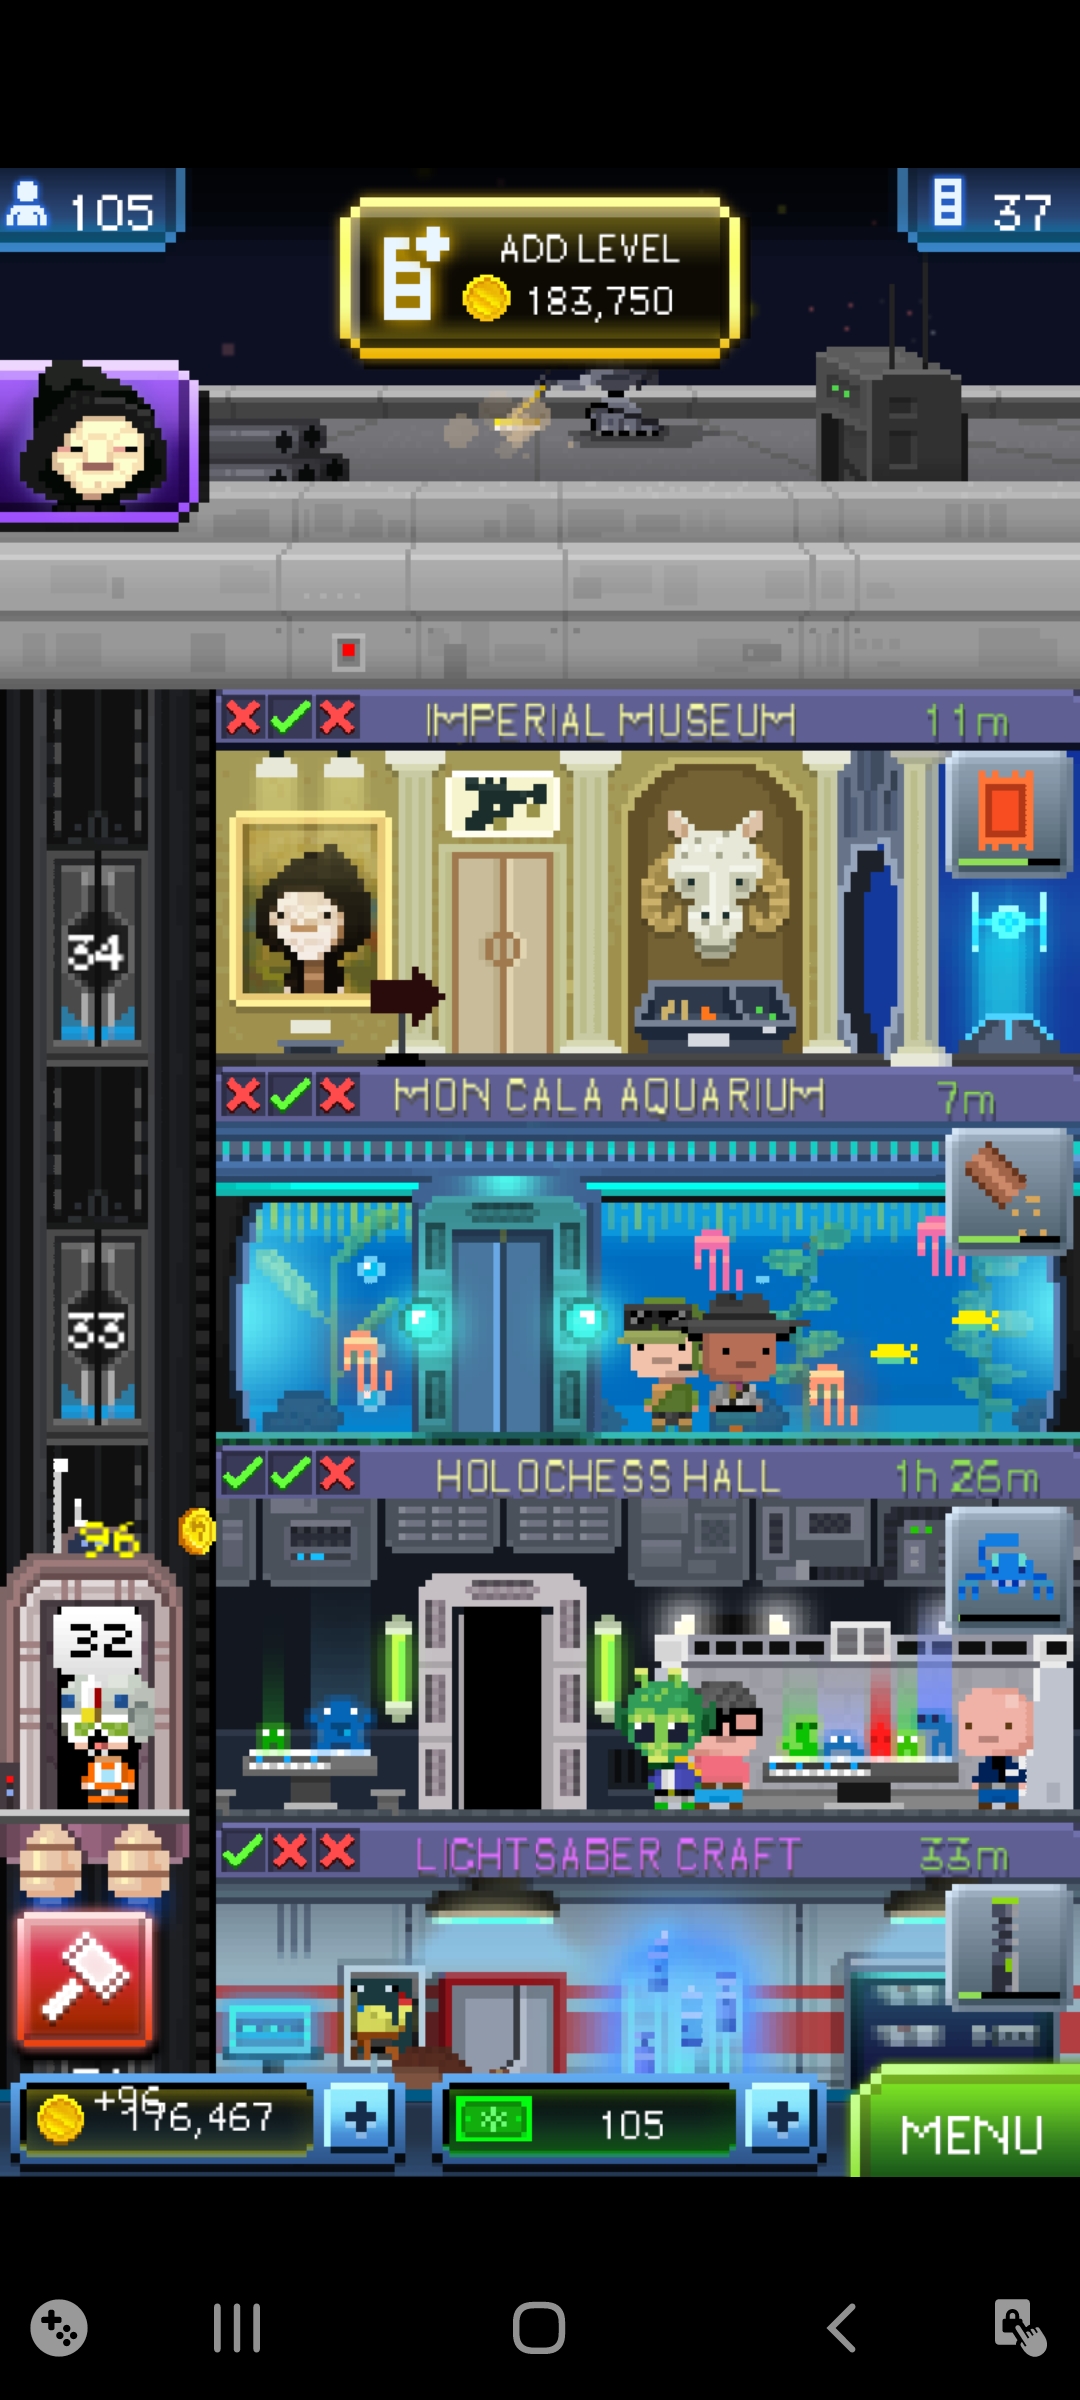 105
ADD LEVEL
183,750
37
IMPERIAL MUSEUM 11m
34
MON CALA AQUARIUM 7m
33
HOLOCHESS HALL 1h 26m
96
32
LIGHTSABER CRAFT 33m
+96
176,467
105
MENU